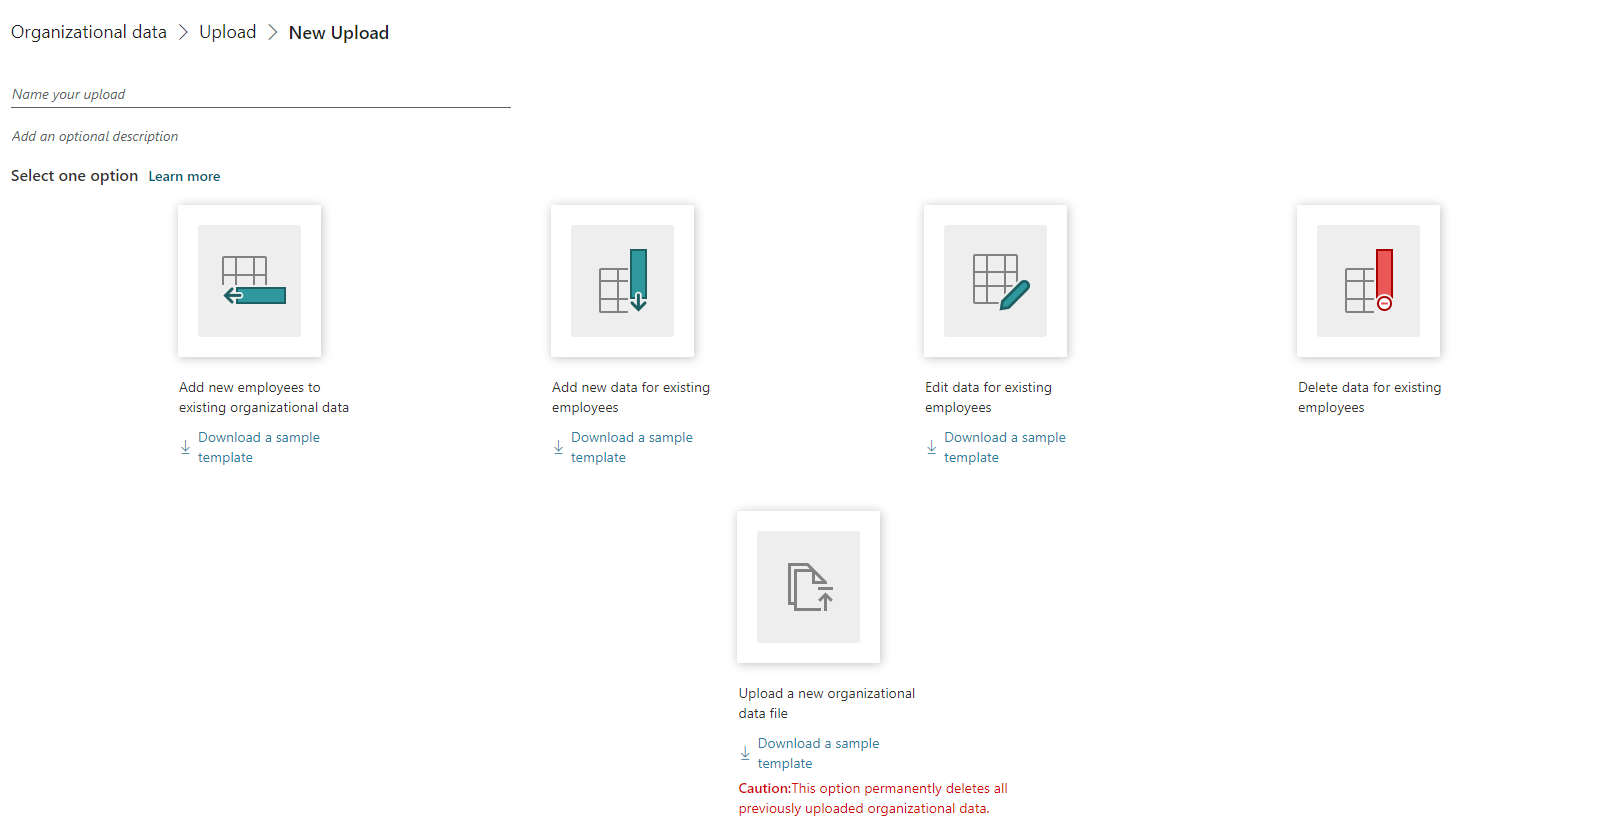 Organizational data > Upload > New Upload
Name your upload
Add an optional description
Select one option Learn more
Add new employees to
existing organizational data
Download a sample
template
Add new data for existing
employees
Download a sample
template
Edit data for existing
employees
Download a sample
template
Delete data for existing
employees
Upload a new organizational
data file
Download a sample
template
Caution:This option permanently deletes all
previously uploaded organizational data.